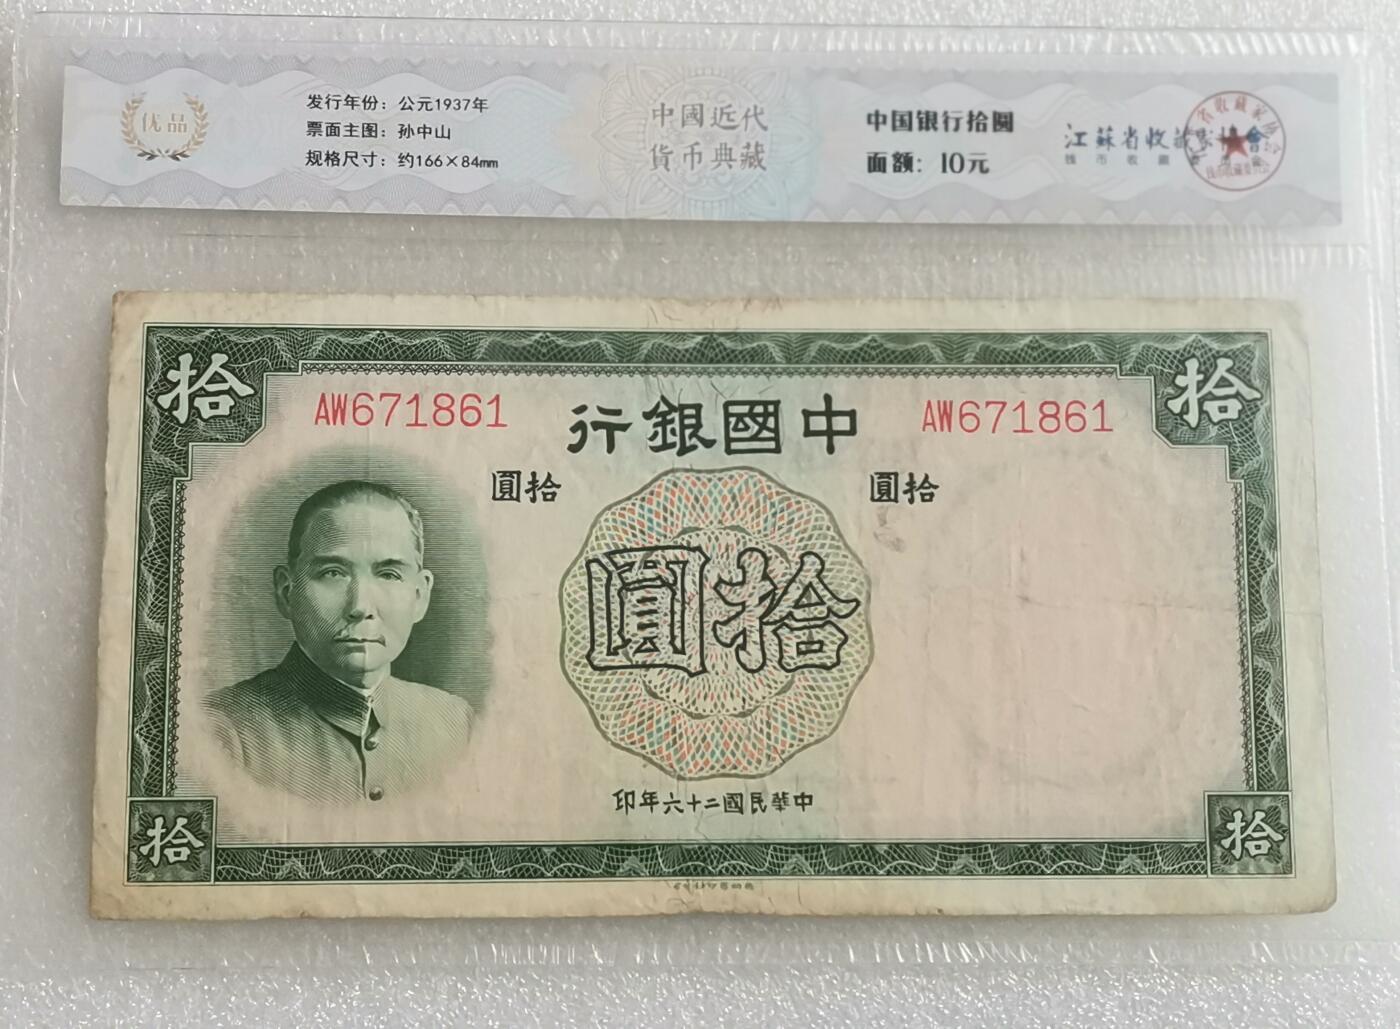 优品
发行年份：公元1937年
票面主图：孙中山
规格尺寸：约166×84mm
中國近代
货币典藏
中国银行拾圓
面额：10元
江蘇省收藏家協會
拾
拾
AW671861
行銀國中
AW671861
圓拾
圓拾
圓拾
印年六十二國民華中
拾
拾